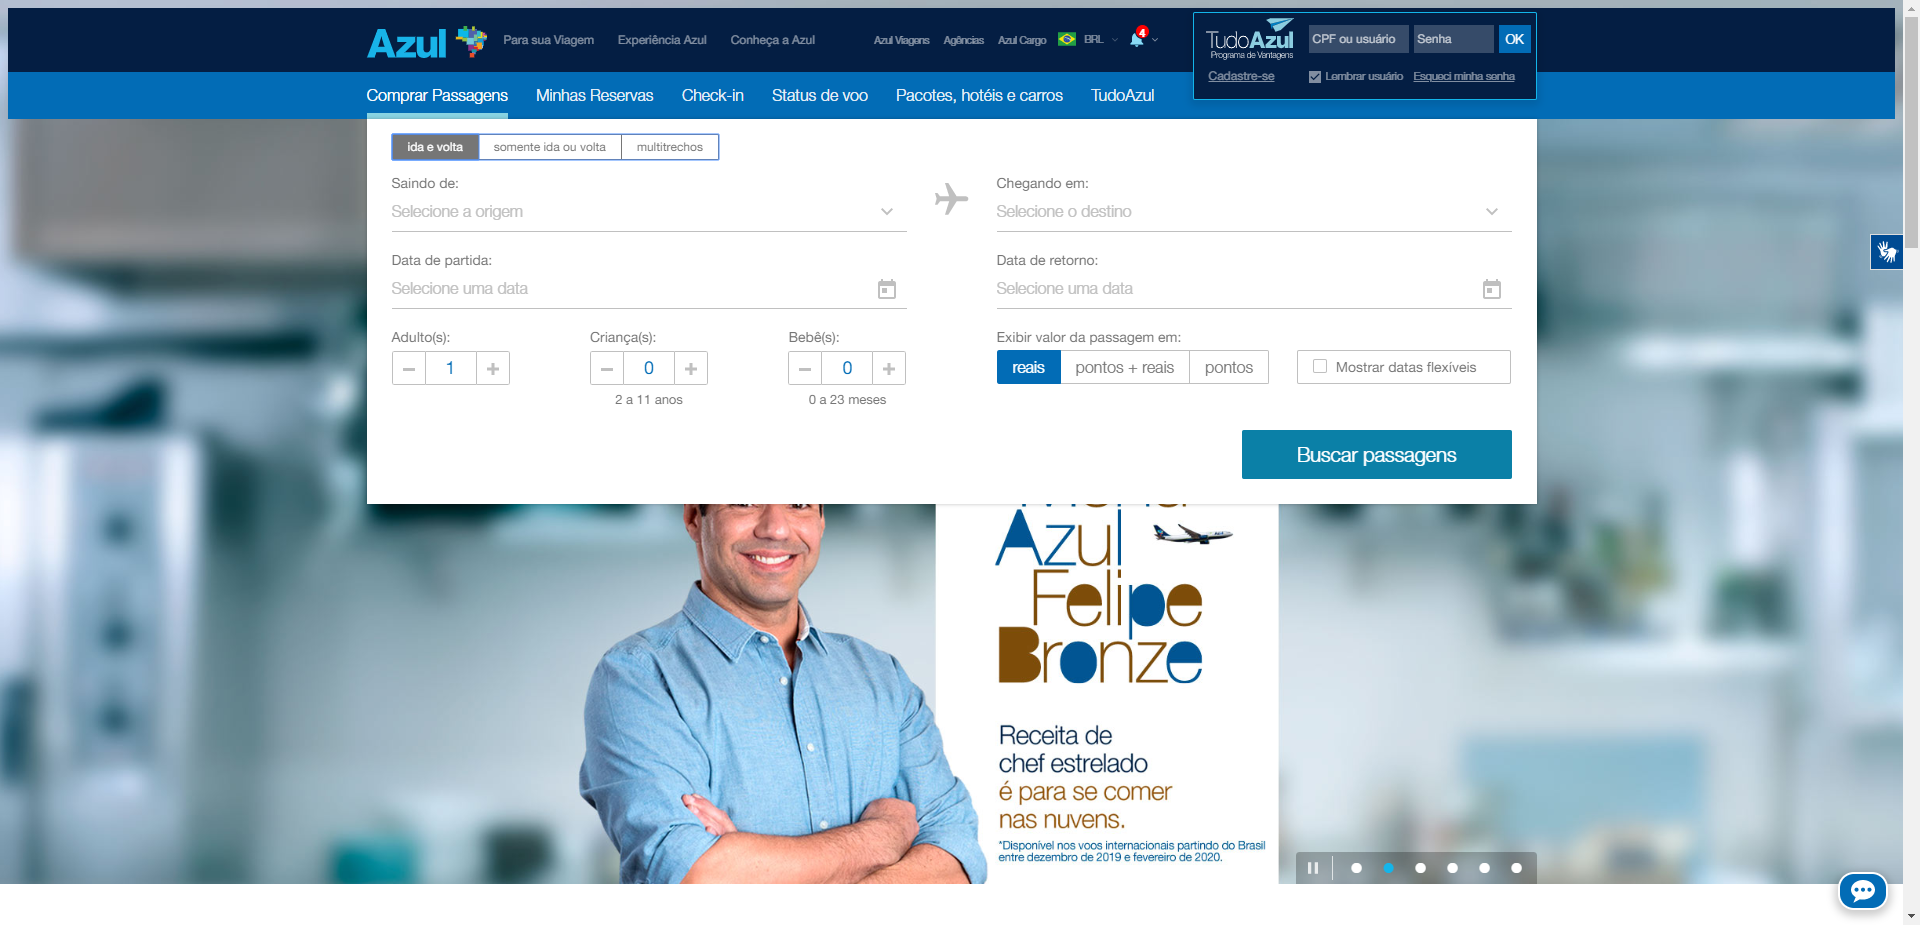 Azul
Para sua Viagem
Experiência Azul
Conheça a Azul
Azul Viagens
Agências
Azul Cargo
BRL
4
TudoAzul
Programa de Vantagens
CPF ou usuário
Senha
OK
Cadastre-se
Lembrar usuário
Esqueci minha senha
Comprar Passagens
Minhas Reservas
Check-in
Status de voo
Pacotes, hotéis e carros
TudoAzul
ida e volta
somente ida ou volta
multitrechos
Saindo de:
Selecione a origem
Chegando em:
Selecione o destino
Data de partida:
Selecione uma data
Data de retorno:
Selecione uma data
Adulto(s):
1
Criança(s):
0
2 a 11 anos
Bebê(s):
0
0 a 23 meses
Exibir valor da passagem em:
reais
pontos + reais
pontos
Mostrar datas flexíveis
Buscar passagens
Azul
Felipe
Bronze
Receita de
chef estrelado
é para se comer
nas nuvens.
*Disponível nos voos internacionais partindo do Brasil
entre dezembro de 2019 e fevereiro de 2020.